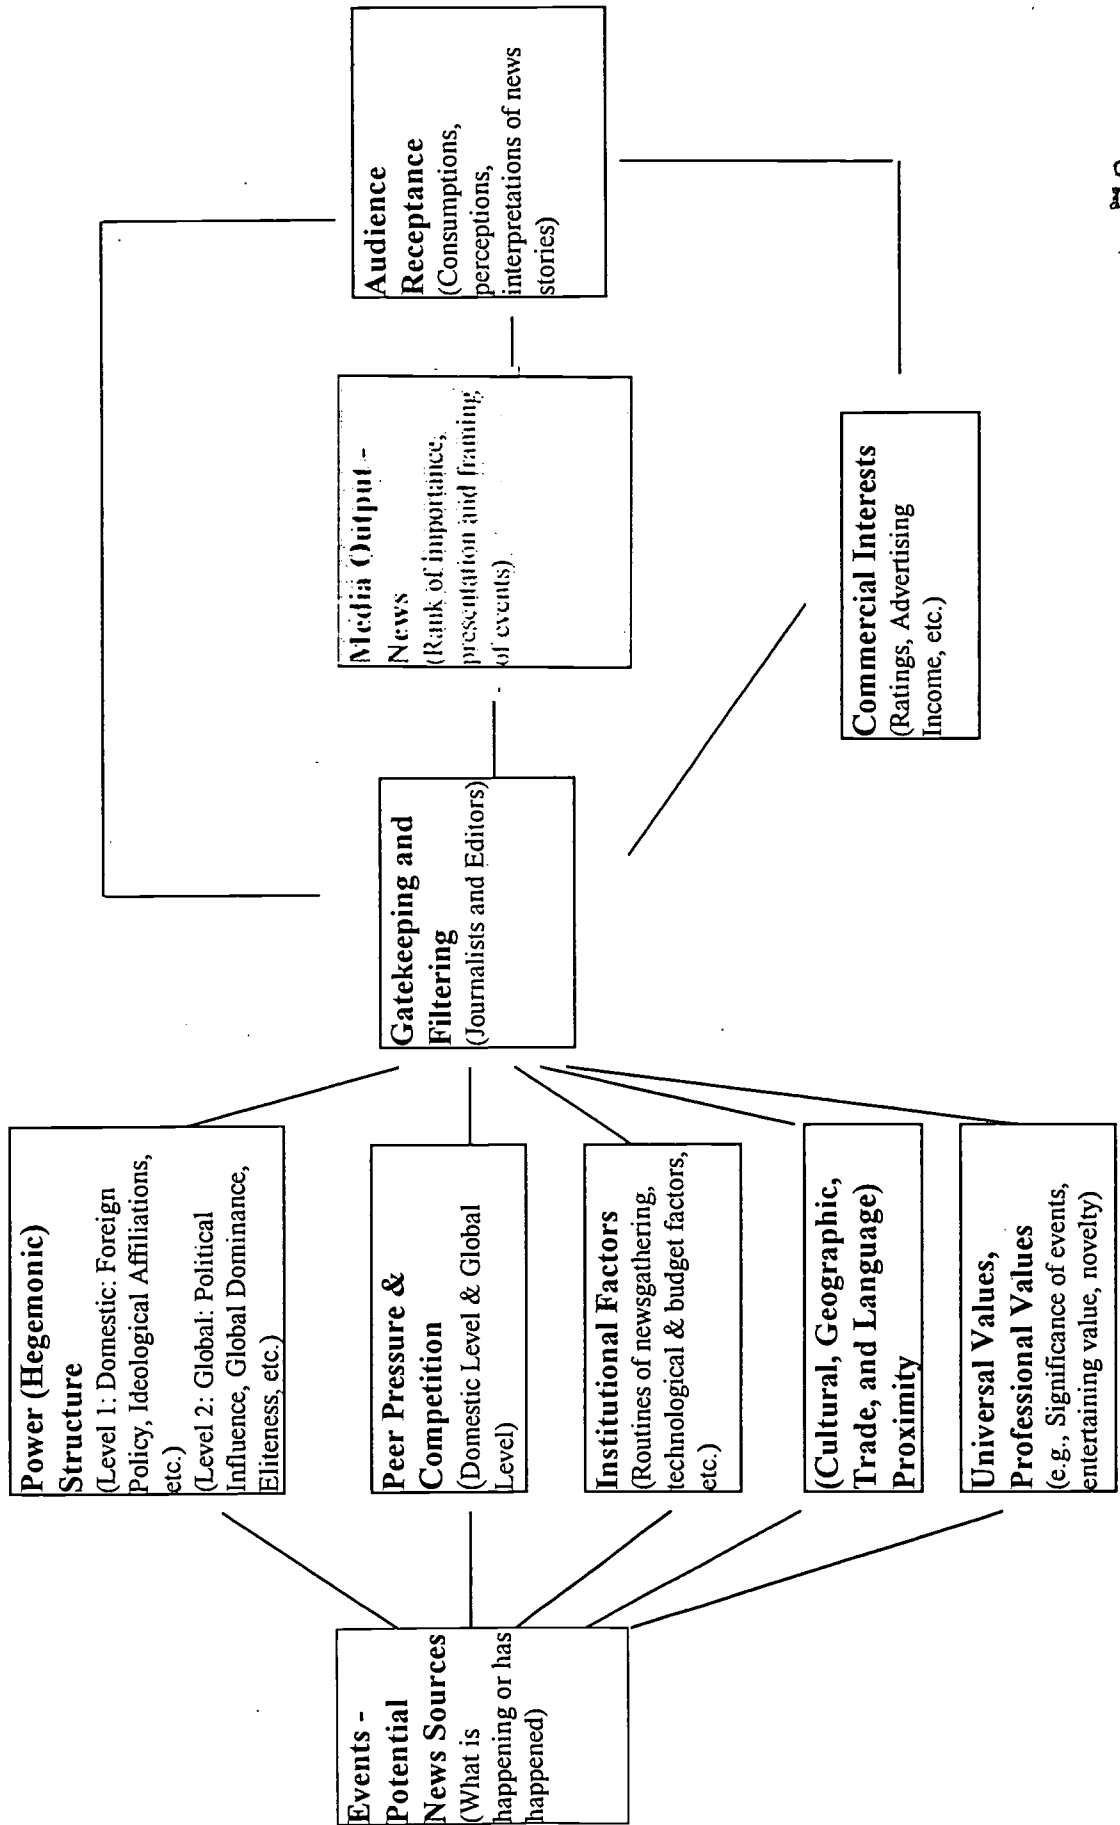 Events -
Potential
News Sources
(What is
happening or has
happened)
Power (Hegemonic)
Structure
(Level 1: Domestic: Foreign
Policy, Ideological Affiliations,
etc.)
(Level 2: Global: Political
Influence, Global Dominance,
Eliteness, etc.)
Peer Pressure &
Competition
(Domestic Level & Global
Level)
Institutional Factors
(Routines of newsgathering,
technological & budget factors,
etc.)
(Cultural, Geographic,
Trade, and Language)
Proximity
Universal Values,
Professional Values
(e.g., Significance of events,
entertaining value, novelty)
Gatekeeping and
Filtering
(Journalists and Editors)
Media Output -
News
(Rank of importance,
presentation and framing
of events)
Audience
Receptance
(Consumptions,
perceptions,
interpretations of news
stories)
Commercial Interests
(Ratings, Advertising
Income, etc.)